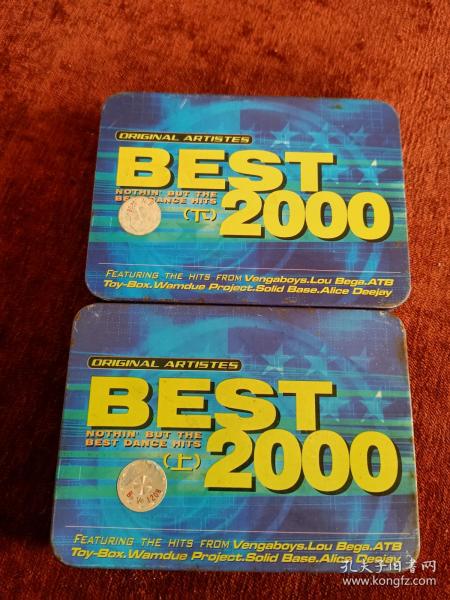 ORIGINAL ARTISTES
BEST
NOTHIN' BUT THE
BEST DANCE HITS
(下)
2000
FEATURING THE HITS FROM Vengaboys.Lou Bega.ATB
Toy-Box.Wamdue Project.Solid Base.Alice Deejay
ORIGINAL ARTISTES
BEST
NOTHIN' BUT THE
BEST DANCE HITS
(上)
2000
FEATURING THE HITS FROM Vengaboys.Lou Bega.ATB
Toy-Box.Wamdue Project.Solid Base.Alice Deejay
孔夫子旧书网
www.kongfz.com